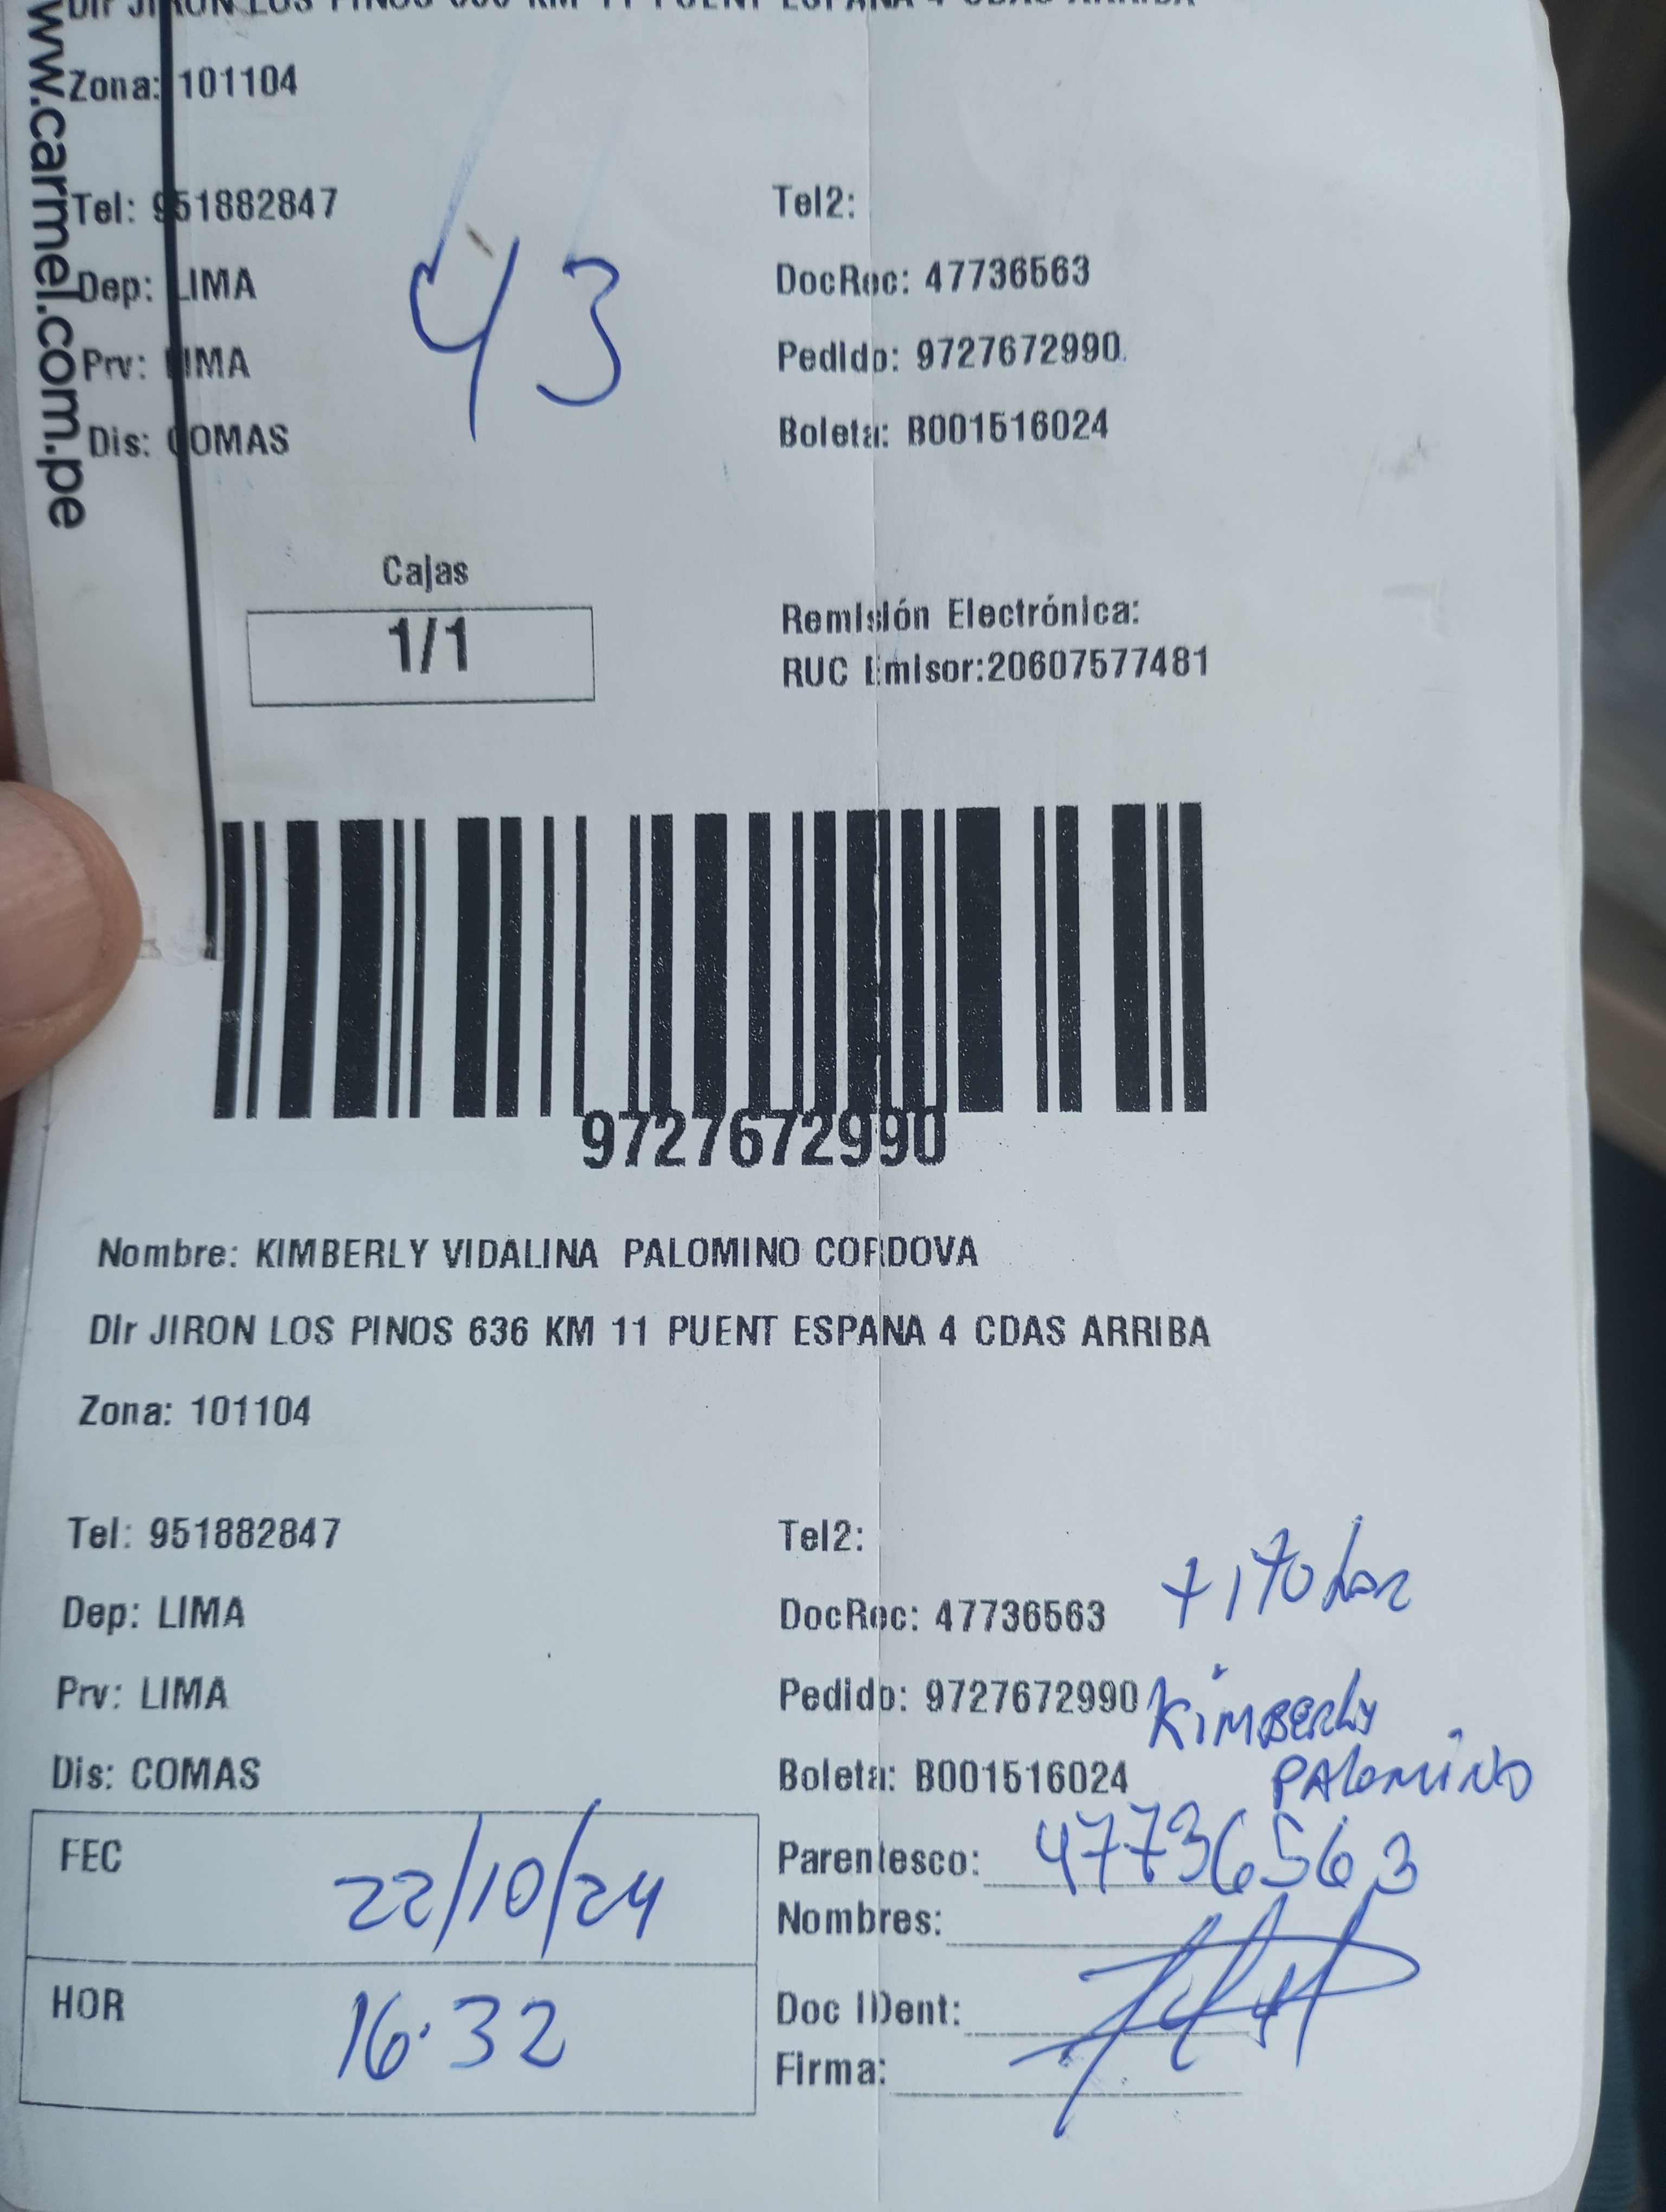 Dir JIRON LOS PINOS 636 KM 11 PUENT ESPANA 4 CDAS ARRIBA
www.carmel.com.pe
Zona: 101104
Tel: 951882847 Tel2:
Dep: LIMA DocRec: 47736563
43
Prv: LIMA Pedido: 9727672990
Dis: COMAS Boleta: B001516024
Cajas
1/1
Remisión Electrónica:
RUC Emisor:20607577481
9727672990
Nombre: KIMBERLY VIDALINA PALOMINO CORDOVA
Dir JIRON LOS PINOS 636 KM 11 PUENT ESPANA 4 CDAS ARRIBA
Zona: 101104
Tel: 951882847 Tel2:
titular
Dep: LIMA DocRec: 47736563
Prv: LIMA Pedido: 9727672990 Kimberly
Dis: COMAS Boleta: B001516024 Palomino
FEC 22/10/24
Parentesco: 47736563
Nombres:
HOR 16:32
Doc IDent:
Firma: